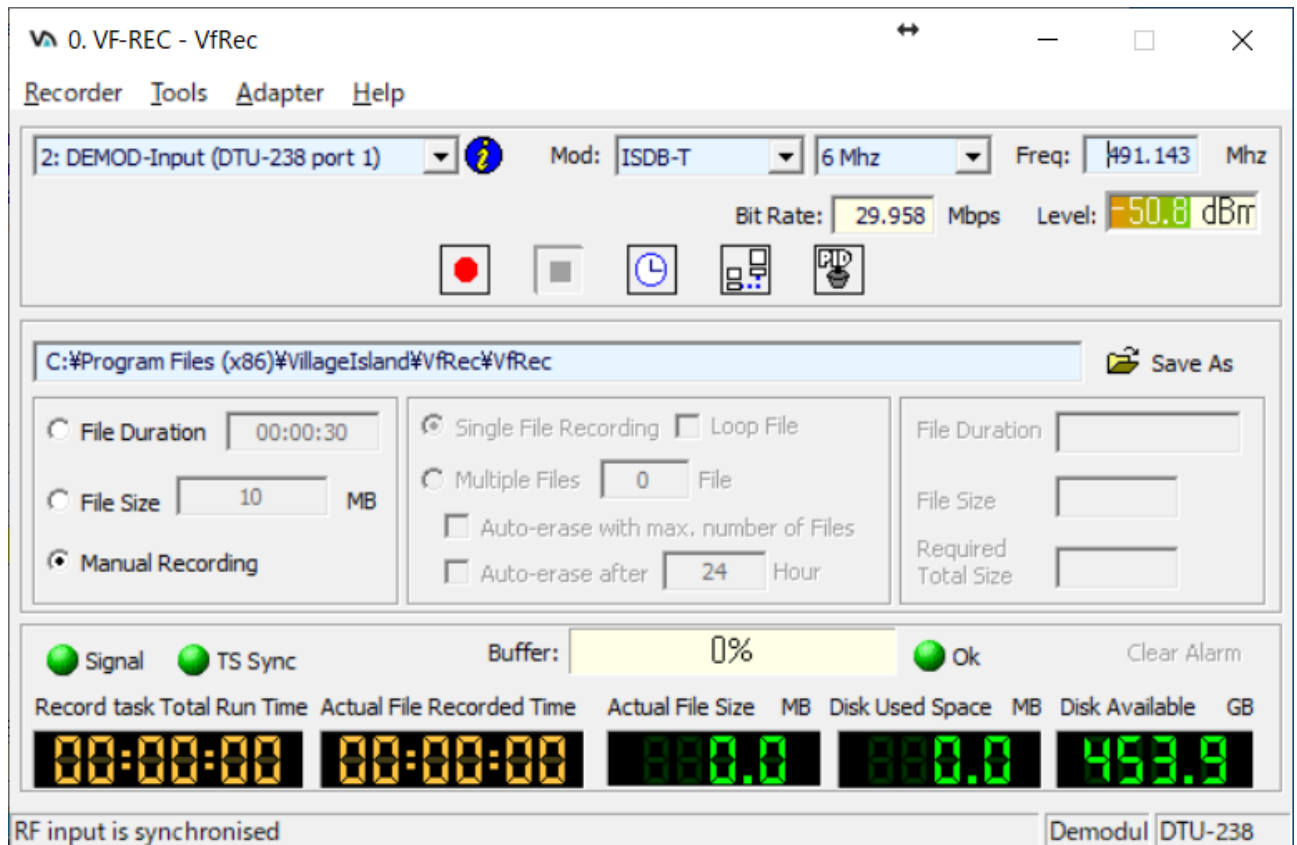 0. VF-REC - VfRec
Recorder Tools Adapter Help
2: DEMOD-Input (DTU-238 port 1) Mod: ISDB-T 6 Mhz Freq: 491.143 Mhz
Bit Rate: 29.958 Mbps Level: -50.8 dBm
PID
C:¥Program Files (x86)¥VillageIsland¥VfRec¥VfRec Save As
File Duration 00:00:30
File Size 10 MB
Manual Recording
Single File Recording Loop File
Multiple Files 0 File
Auto-erase with max. number of Files
Auto-erase after 24 Hour
File Duration
File Size
Required
Total Size
Signal TS Sync Buffer: 0% Ok Clear Alarm
Record task Total Run Time Actual File Recorded Time Actual File Size MB Disk Used Space MB Disk Available GB
00:00:00 00:00:00 0.0 0.0 453.9
RF input is synchronised Demodul DTU-238